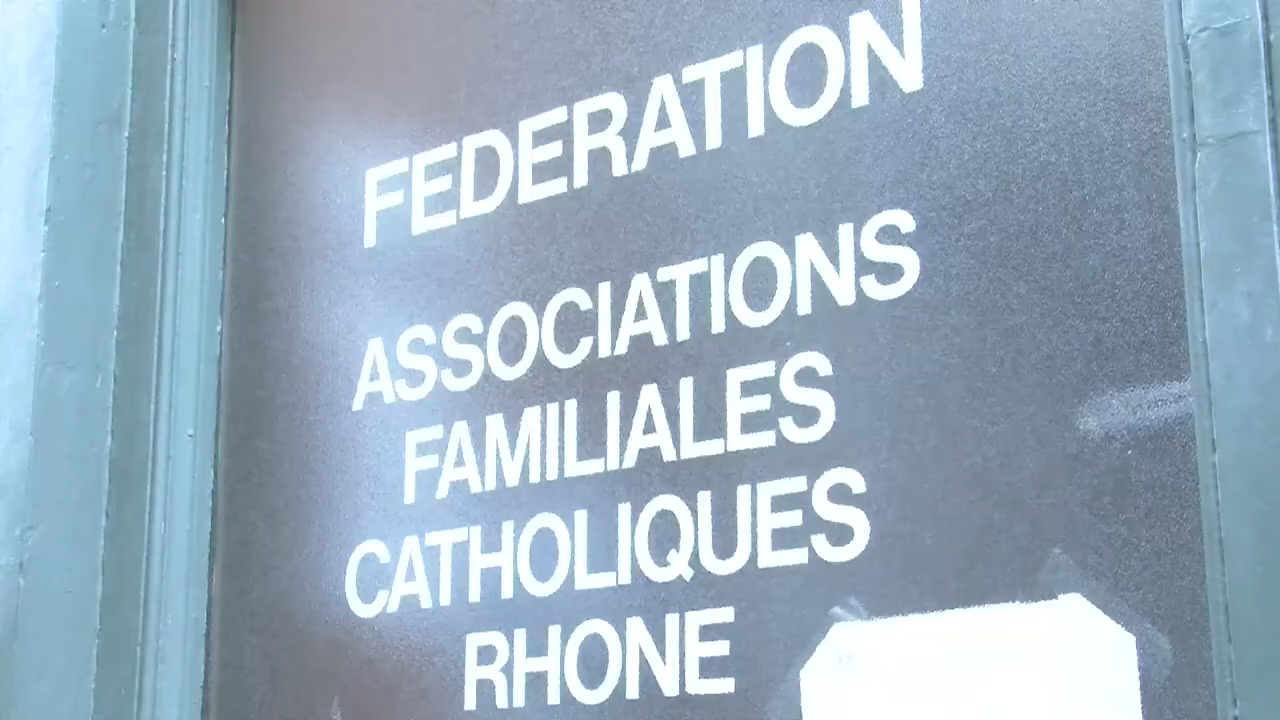 FEDERATION
ASSOCIATIONS
FAMILIALES
CATHOLIQUES
RHONE